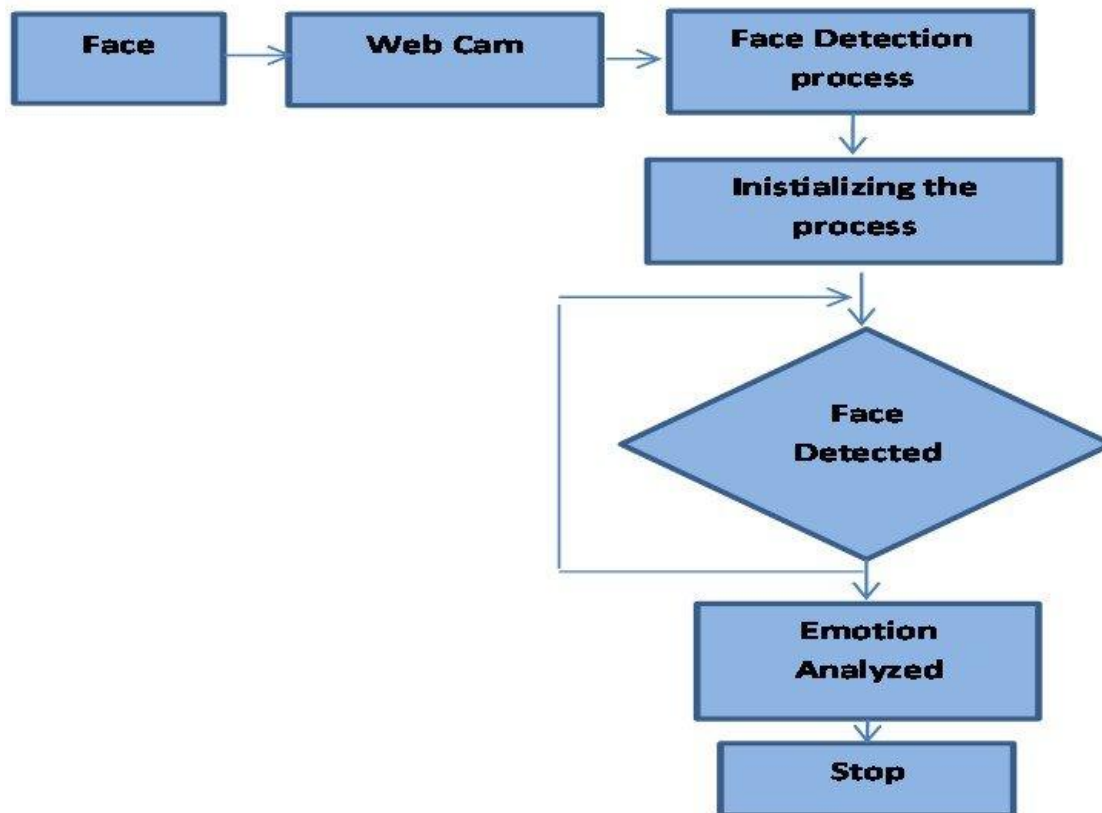 Face
Web Cam
Face Detection
process
Inistializing the
process
Face
Detected
Emotion
Analyzed
Stop